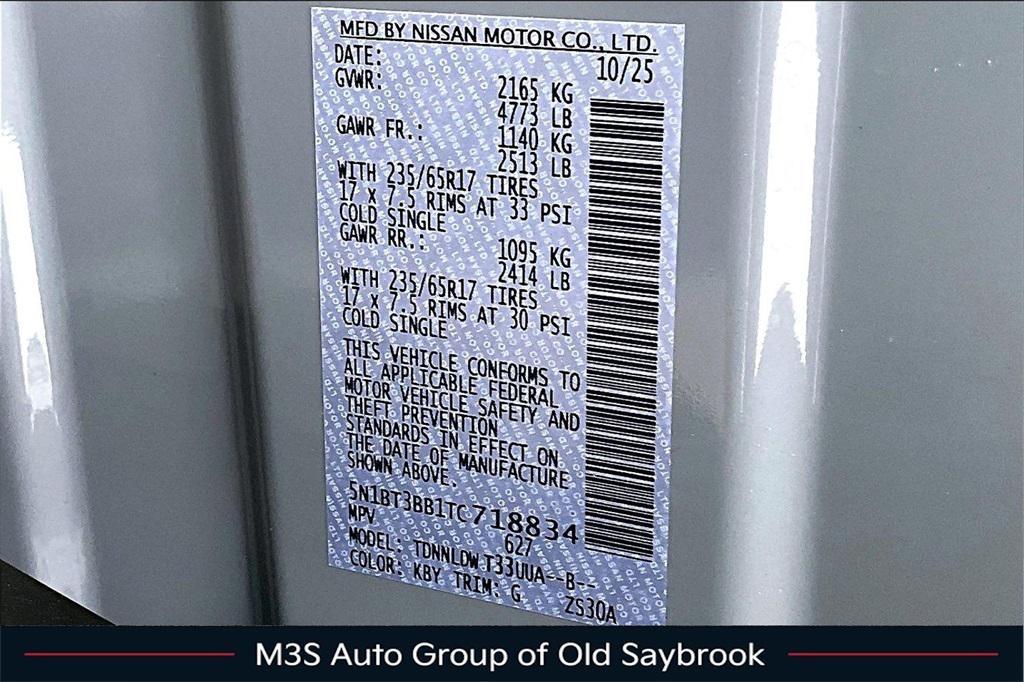 MFD BY NISSAN MOTOR CO., LTD.
DATE: 10/25
GVWR: 2165 KG
4773 LB
GAWR FR.: 1140 KG
2513 LB
WITH 235/65R17 TIRES
17 X 7.5 RIMS AT 33 PSI
COLD SINGLE
GAWR RR.: 1095 KG
2414 LB
WITH 235/65R17 TIRES
17 X 7.5 RIMS AT 30 PSI
COLD SINGLE
THIS VEHICLE CONFORMS TO
ALL APPLICABLE FEDERAL
MOTOR VEHICLE SAFETY AND
THEFT PREVENTION
STANDARDS IN EFFECT ON
THE DATE OF MANUFACTURE
SHOWN ABOVE.
5N1BT3BB1TC718834
MPV 627
MODEL: TDNNLDW T33UUA--B--
COLOR: KBY TRIM: G ZS30A
M3S Auto Group of Old Saybrook